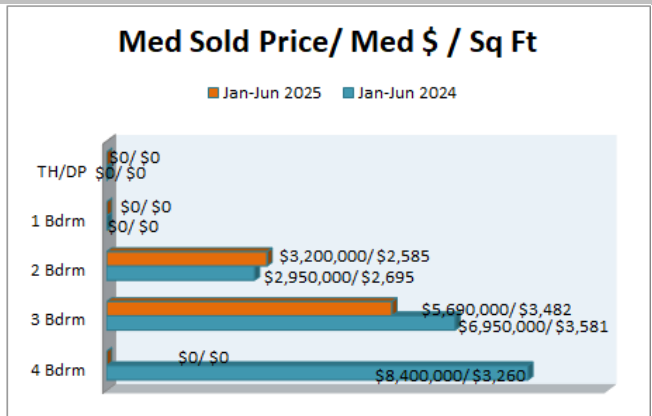 Med Sold Price/ Med $ / Sq Ft
Jan-Jun 2025 Jan-Jun 2024
TH/DP $0/ $0
$0/ $0
1 Bdrm $0/ $0
$0/ $0
2 Bdrm $3,200,000/ $2,585
$2,950,000/ $2,695
3 Bdrm $5,690,000/ $3,482
$6,950,000/ $3,581
4 Bdrm $0/ $0
$8,400,000/ $3,260